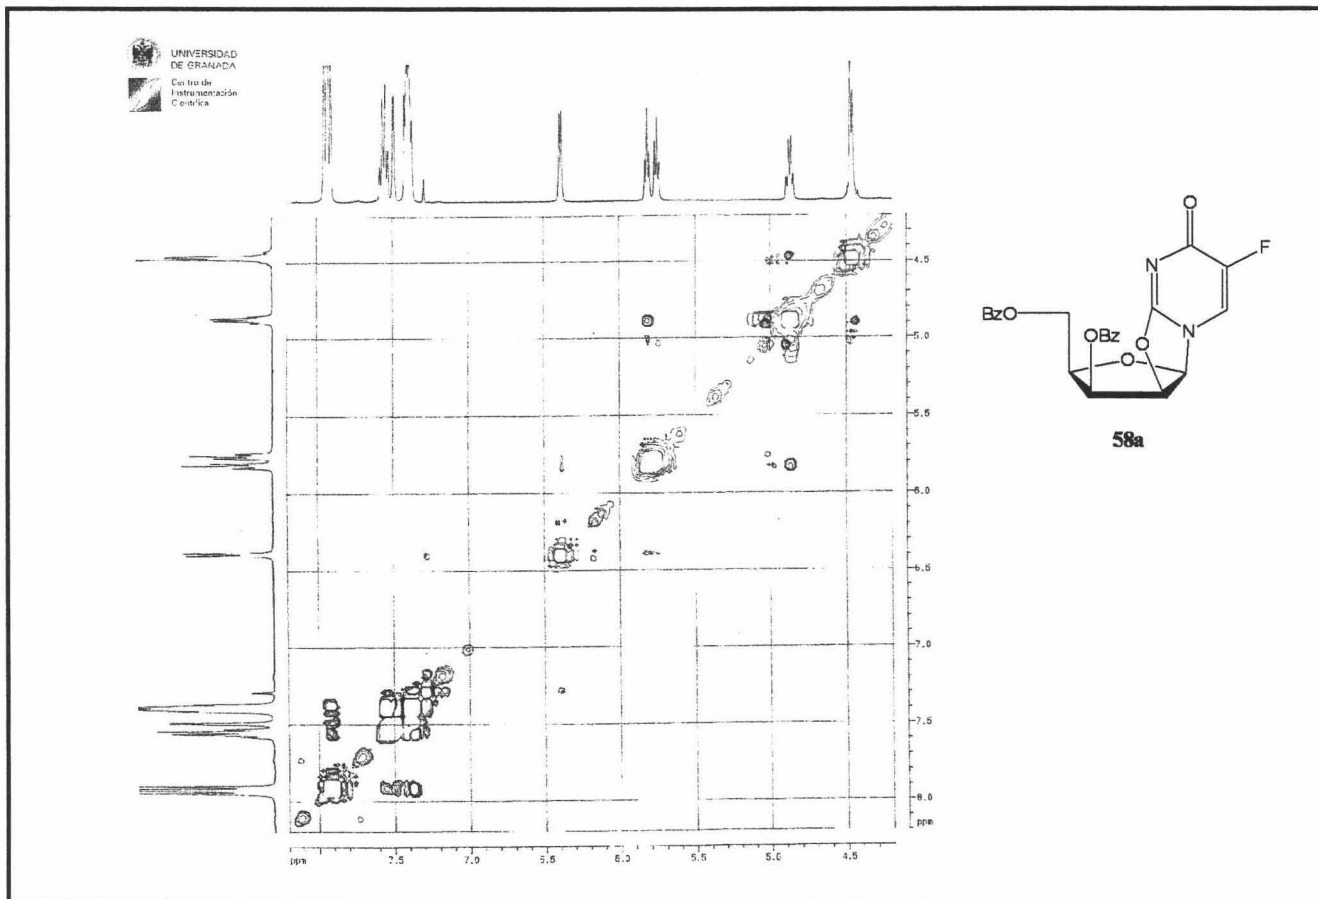 UNIVERSIDAD
DE GRANADA
Centro de
Instrumentación
Científica
4.5
5.0
5.5
6.0
6.5
7.0
7.5
8.0
ppm
ppm
7.5
7.0
6.5
6.0
5.5
5.0
4.5
O
F
N
N
BzO
OBz
O
O
58a